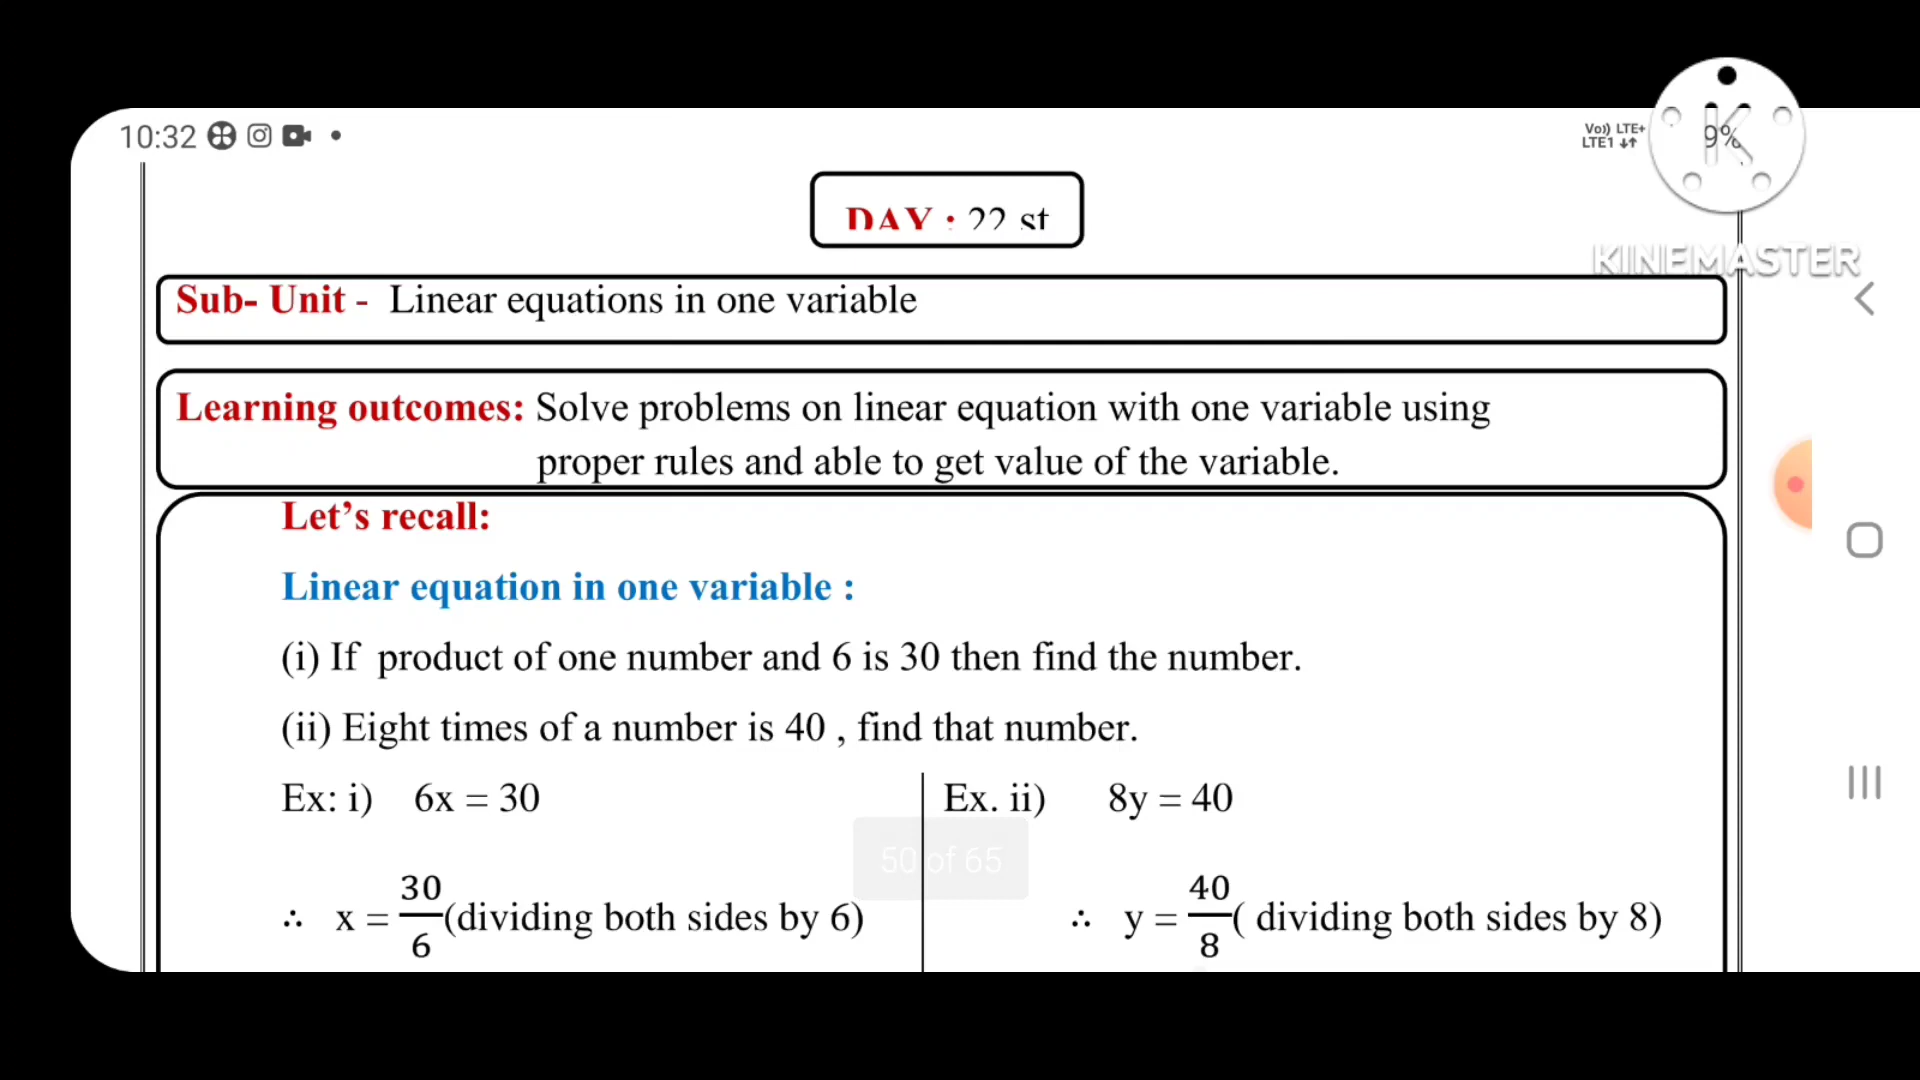 10:32
Vo)) LTE+
LTE1
9%
KINEMASTER
DAY : 22 st
Sub- Unit - Linear equations in one variable
Learning outcomes: Solve problems on linear equation with one variable using
proper rules and able to get value of the variable.
Let’s recall:
Linear equation in one variable :
(i) If product of one number and 6 is 30 then find the number.
(ii) Eight times of a number is 40 , find that number.
Ex: i) 6x = 30
Ex. ii) 8y = 40
50 of 65
∴ x = 30/6 (dividing both sides by 6)
∴ y = 40/8 ( dividing both sides by 8)